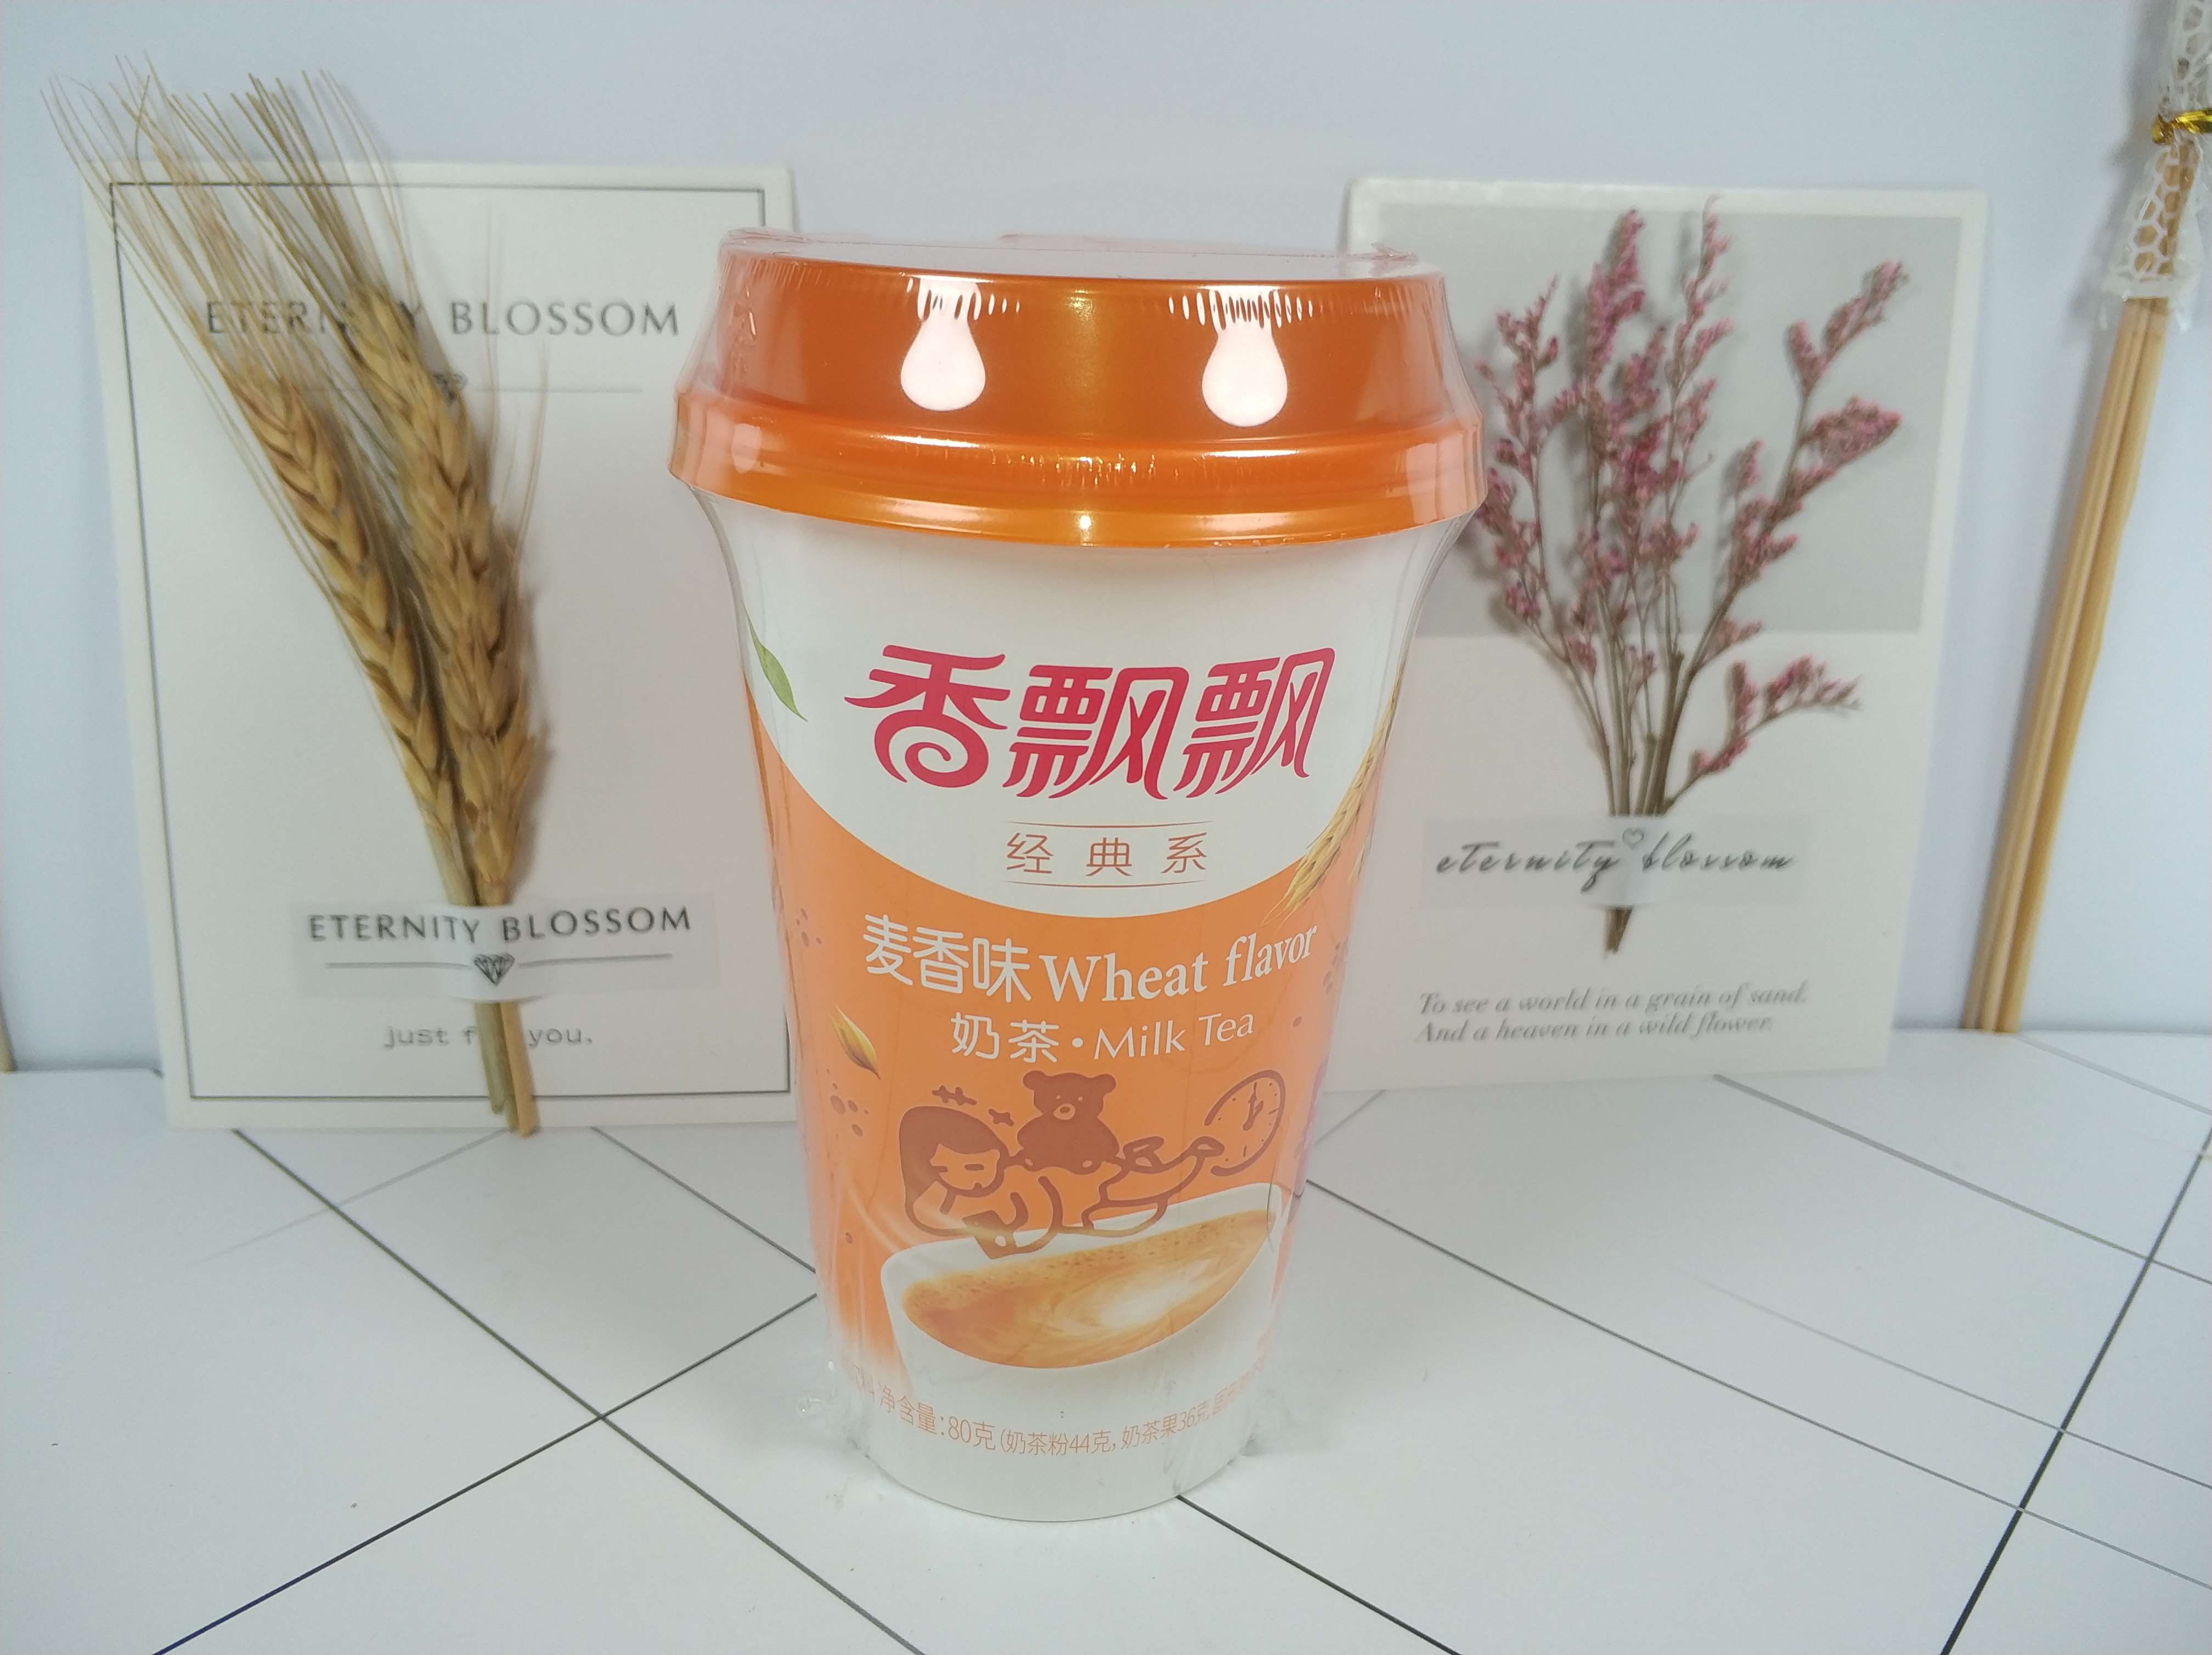 ETERNITY BLOSSOM
ETERNITY BLOSSOM
just f you.
香飘飘
经典系
麦香味 Wheat flavor
奶茶·Milk Tea
净含量:80克(奶茶粉44克,奶茶果36克
eternity blossom
To see a world in a grain of sand.
And a heaven in a wild flower.